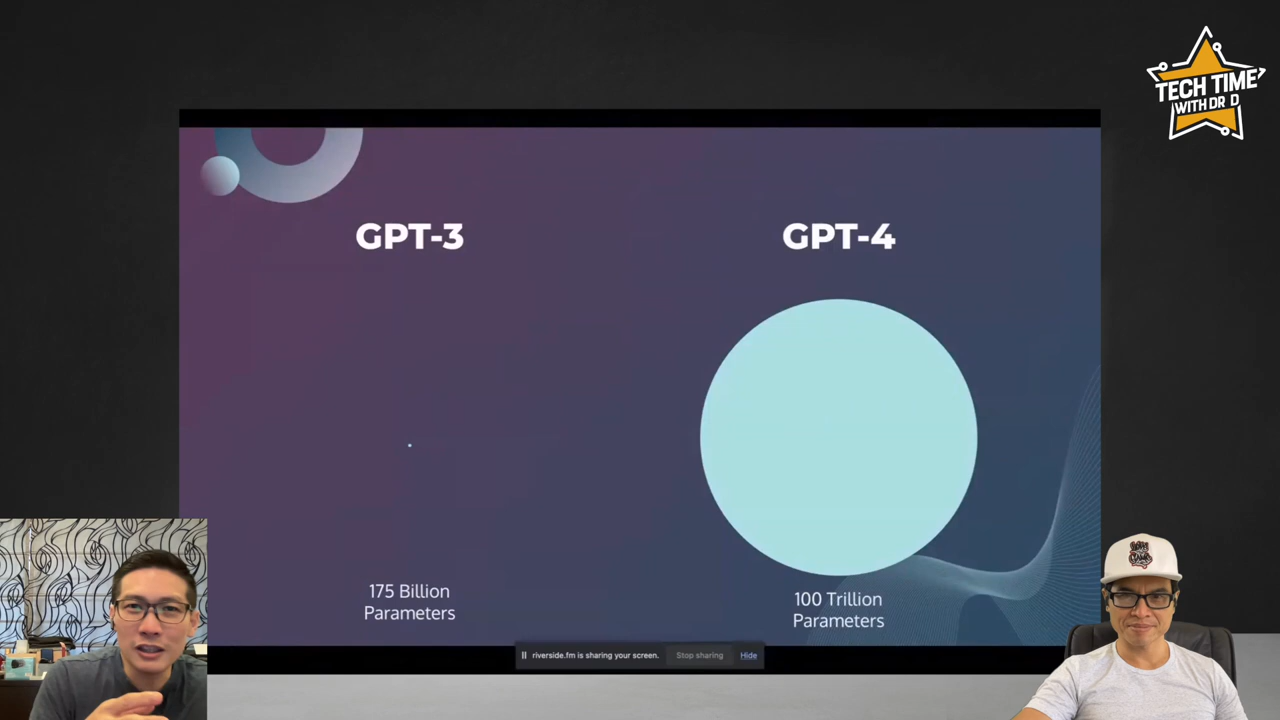 TECH TIME
WITH DR D
GPT-3
GPT-4
175 Billion
Parameters
100 Trillion
Parameters
riverside.fm is sharing your screen.
Stop sharing
Hide